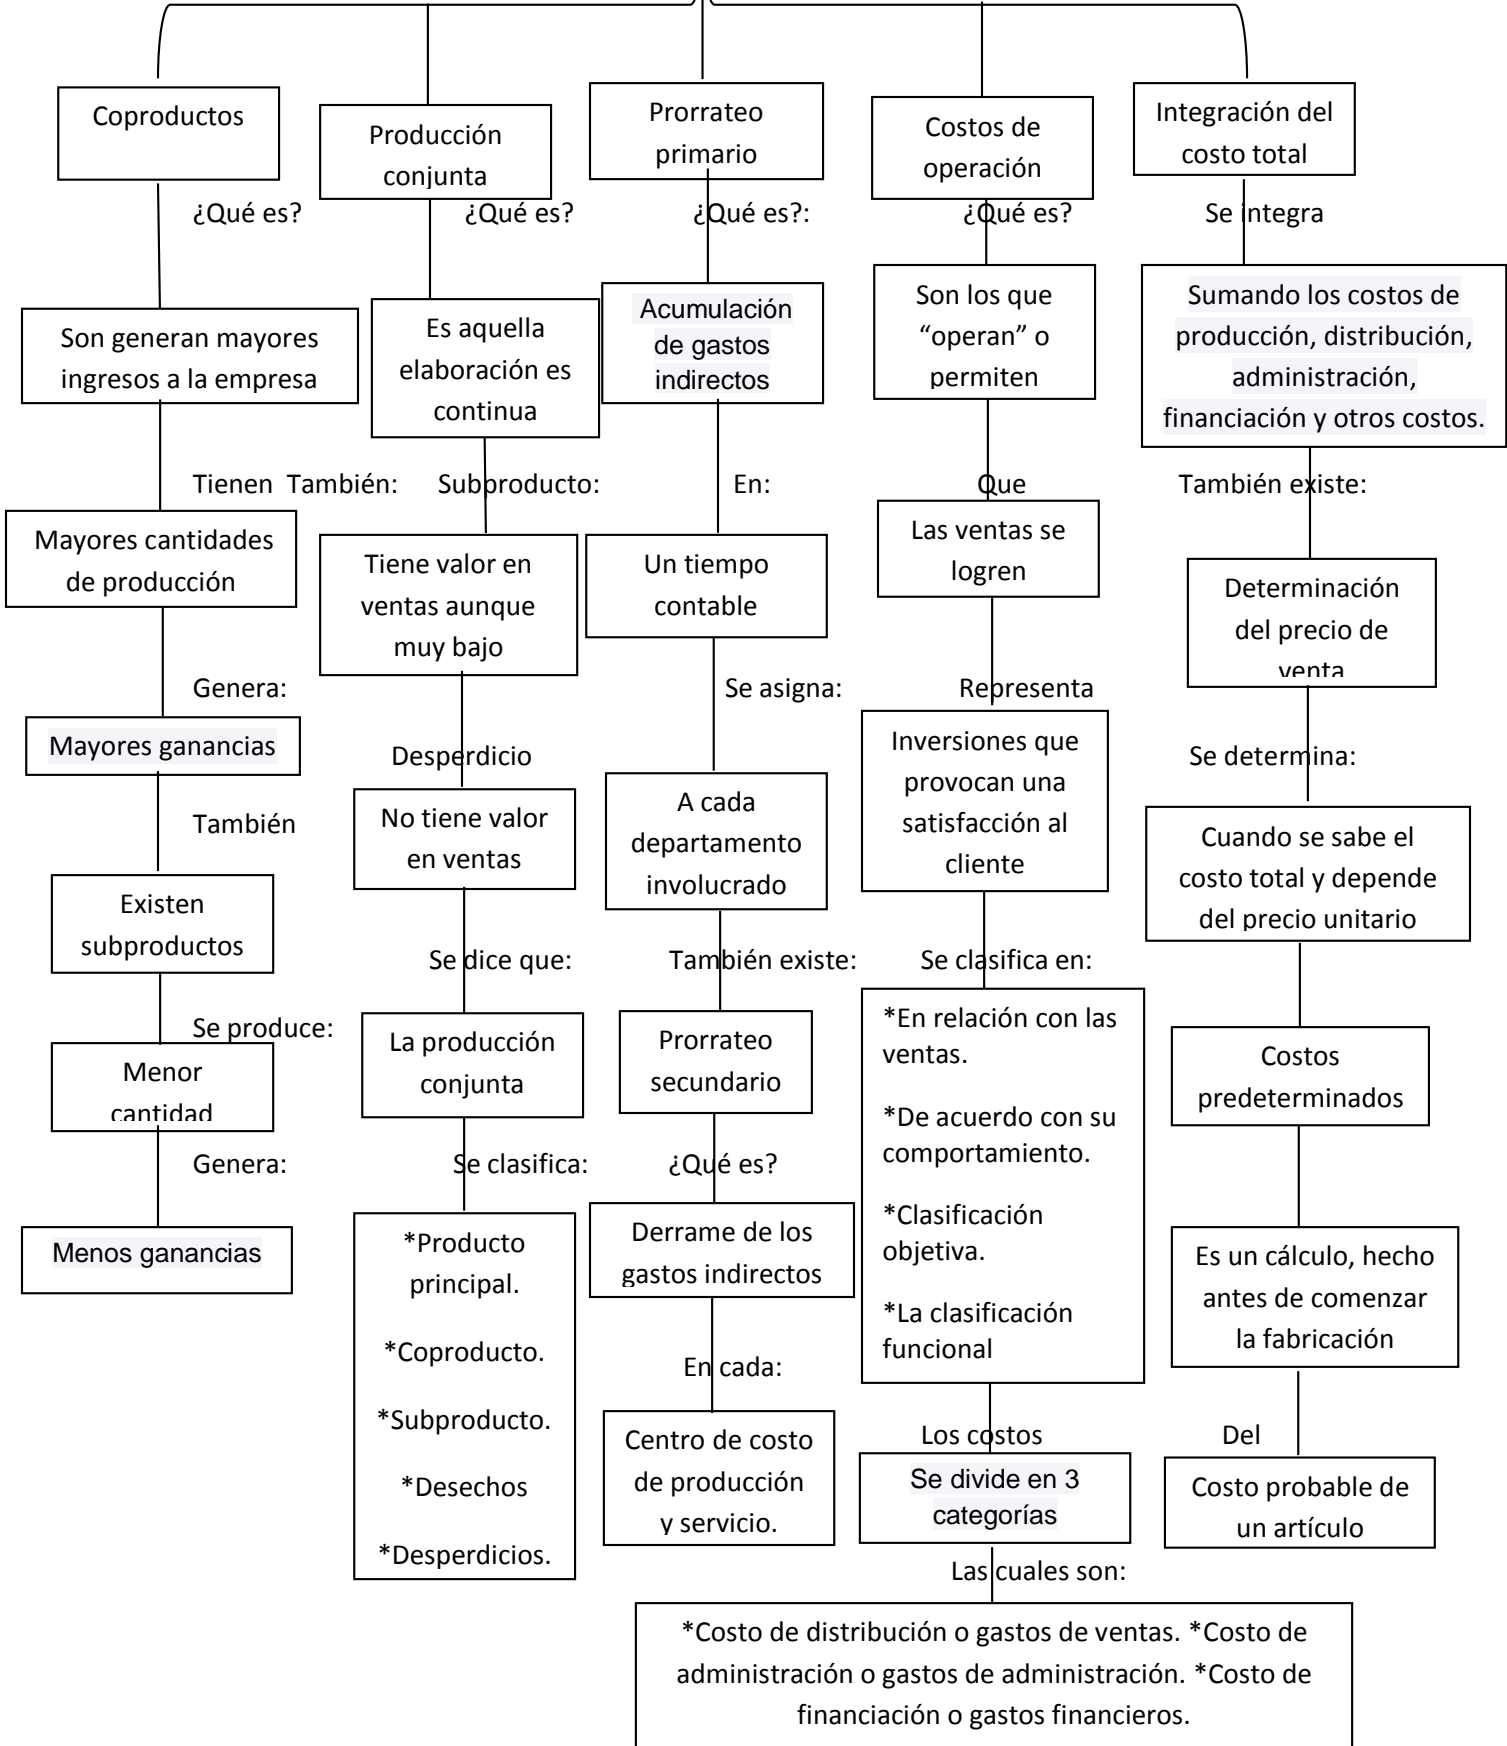 Coproductos
¿Qué es?
Son generan mayores
ingresos a la empresa
Tienen También:
Mayores cantidades
de producción
Genera:
Mayores ganancias
También
Existen
subproductos
Se produce:
Menor
cantidad
Genera:
Menos ganancias
Producción
conjunta
¿Qué es?
Es aquella
elaboración es
continua
Subproducto:
Tiene valor en
ventas aunque
muy bajo
Desperdicio
No tiene valor
en ventas
Se dice que:
La producción
conjunta
Se clasifica:
*Producto
principal.
*Coproducto.
*Subproducto.
*Desechos
*Desperdicios.
Prorrateo
primario
¿Qué es?:
Acumulación
de gastos
indirectos
En:
Un tiempo
contable
Se asigna:
A cada
departamento
involucrado
También existe:
Prorrateo
secundario
¿Qué es?
Derrame de los
gastos indirectos
En cada:
Centro de costo
de producción
y servicio.
Costos de
operación
¿Qué es?
Son los que
“operan” o
permiten
Que
Las ventas se
logren
Representa
Inversiones que
provocan una
satisfacción al
cliente
Se clasifica en:
*En relación con las
ventas.
*De acuerdo con su
comportamiento.
*Clasificación
objetiva.
*La clasificación
funcional
Los costos
Se divide en 3
categorías
Las cuales son:
*Costo de distribución o gastos de ventas. *Costo de
administración o gastos de administración. *Costo de
financiación o gastos financieros.
Integración del
costo total
Se integra
Sumando los costos de
producción, distribución,
administración,
financiación y otros costos.
También existe:
Determinación
del precio de
venta
Se determina:
Cuando se sabe el
costo total y depende
del precio unitario
Costos
predeterminados
Es un cálculo, hecho
antes de comenzar
la fabricación
Del
Costo probable de
un artículo